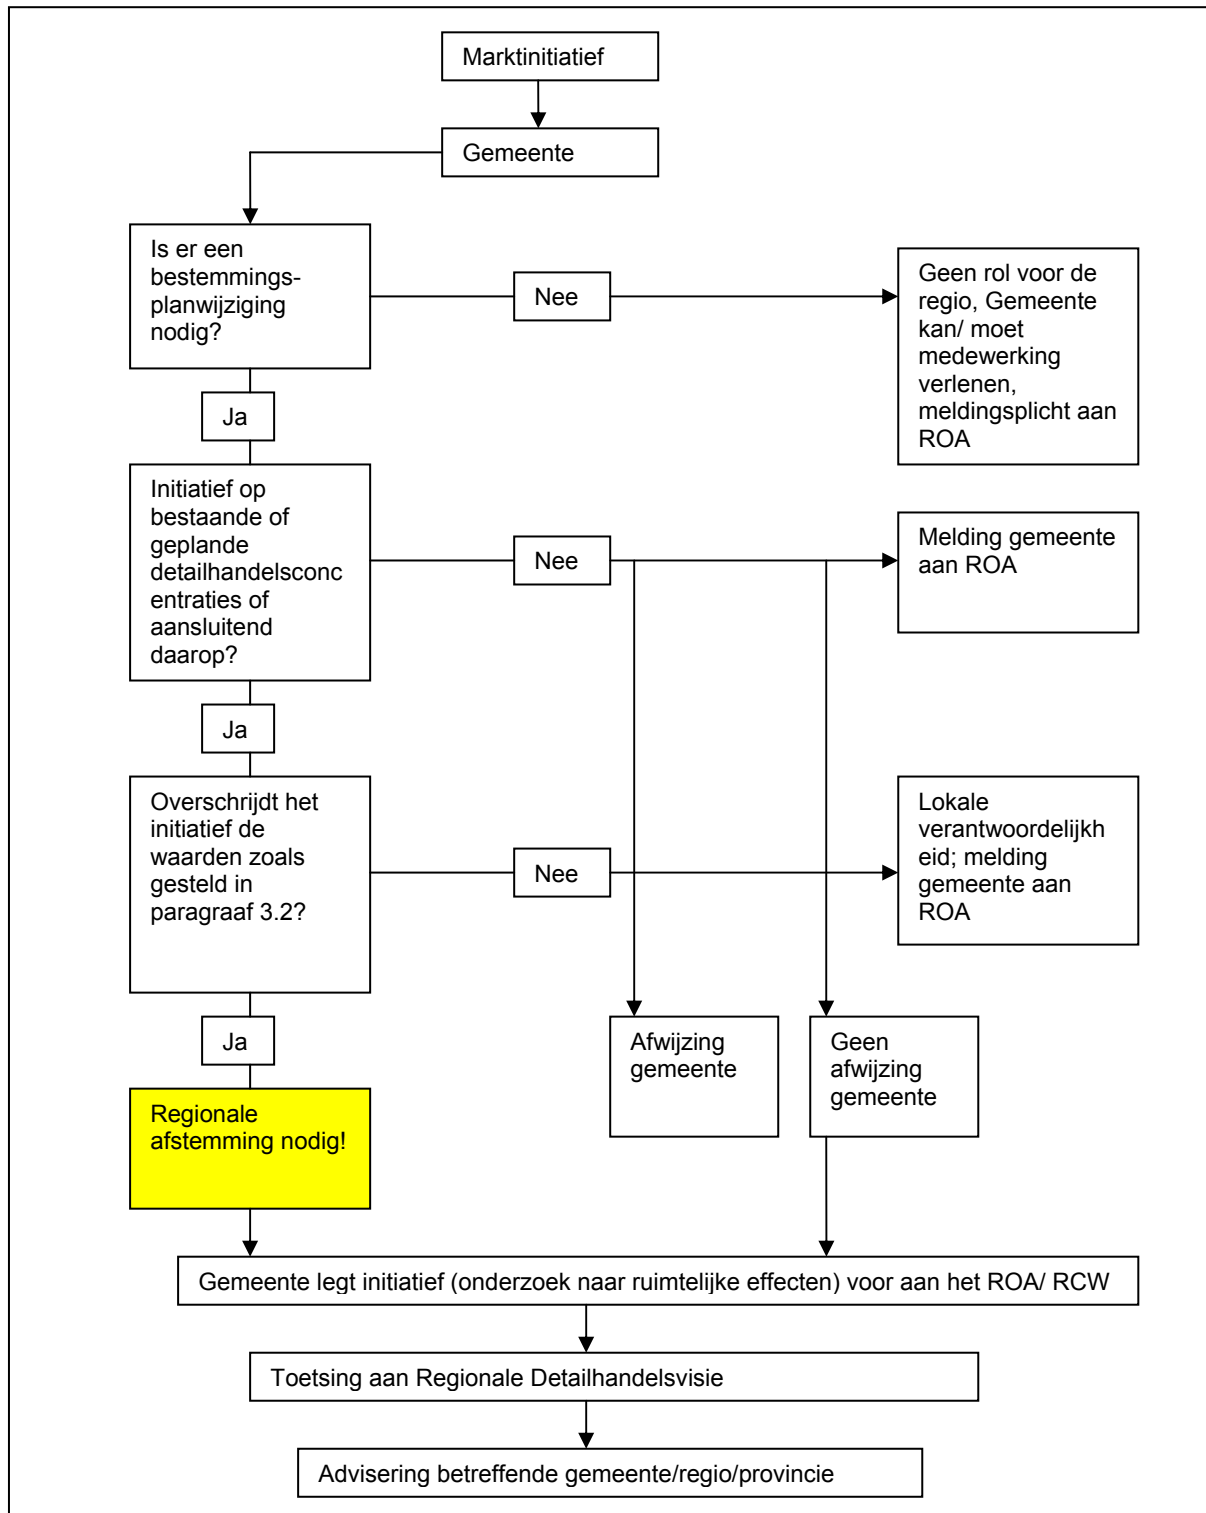 Marktinitiatief
Gemeente
Is er een
bestemmings-
planwijziging
nodig?
Nee
Geen rol voor de
regio, Gemeente
kan/ moet
medewerking
verlenen,
meldingsplicht aan
ROA
Ja
Initiatief op
bestaande of
geplande
detailhandelsconc
entraties of
aansluitend
daarop?
Nee
Melding gemeente
aan ROA
Ja
Overschrijdt het
initiatief de
waarden zoals
gesteld in
paragraaf 3.2?
Nee
Lokale
verantwoordelijkh
eid; melding
gemeente aan
ROA
Ja
Afwijzing
gemeente
Geen
afwijzing
gemeente
Regionale
afstemming nodig!
Gemeente legt initiatief (onderzoek naar ruimtelijke effecten) voor aan het ROA/ RCW
Toetsing aan Regionale Detailhandelsvisie
Advisering betreffende gemeente/regio/provincie